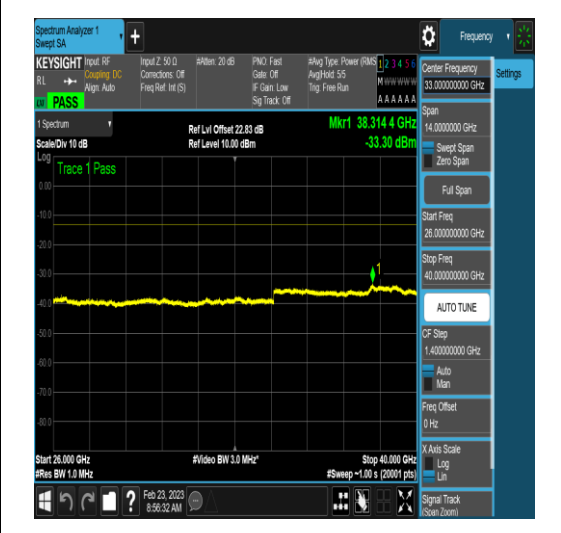 Spectrum Analyzer 1
Swept SA
Frequency
KEYSIGHT
RL
PASS
Input: RF
Coupling: DC
Align: Auto
Input Z: 50 Ω
Corrections: Off
Freq Ref: Int (S)
#Atten: 20 dB
PNO: Fast
Gate: Off
IF Gain: Low
Sig Track: Off
#Avg Type: Power (RMS
Avg|Hold: 5/5
Trig: Free Run
1 2 3 4 5 6
M W W W W W
A A A A A A
1 Spectrum
Scale/Div 10 dB
Ref Lvl Offset 22.83 dB
Ref Level 10.00 dBm
Mkr1 38.314 4 GHz
-33.30 dBm
Log
Trace 1 Pass
0.00
-10.0
-20.0
-30.0
-40.0
-50.0
-60.0
-70.0
-80.0
1
Start 26.000 GHz
#Res BW 1.0 MHz
#Video BW 3.0 MHz*
Stop 40.000 GHz
#Sweep ~1.00 s (20001 pts)
Center Frequency
33.000000000 GHz
Settings
Span
14.0000000 GHz
Swept Span
Zero Span
Full Span
Start Freq
26.000000000 GHz
Stop Freq
40.000000000 GHz
AUTO TUNE
CF Step
1.400000000 GHz
Auto
Man
Freq Offset
0 Hz
X Axis Scale
Log
Lin
Signal Track
(Span Zoom)
?
Feb 23, 2023
8:56:32 AM